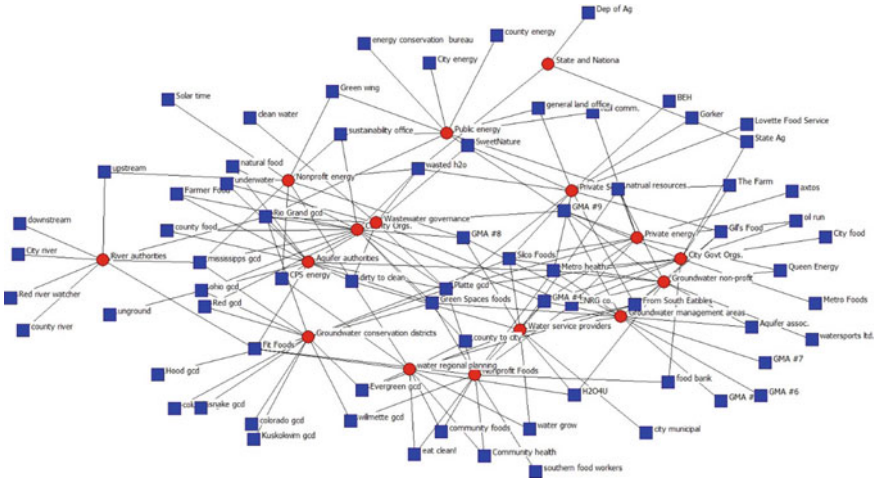 Dep of Ag
county energy
energy conservation bureau
City energy
State and Nationa
Green wing
BEH
Solar time
general land office
comm.
Gorker
clean water
Lovette Food Service
sustainability office
Public energy
SweetNature
State Ag
natural food
wasted h2o
upstream
underwater
Nonprofit energy
Private S
natrual resources
The Farm
Farmer Food
axtos
Rio Grand gcd
GMA #9
downstream
Wastewater governance
oil run
county food
Orgs.
GMA #8
Private energy
Gil's Food
City food
City river
River authorities
mississipps gcd
Aquifer authorities
Sico Foods
City Govt Orgs.
Metro health
Queen Energy
CPS energy
dirty to clean
Groundwater non-profit
ohio gcd
Platte gcd
Red river watcher
Red gcd
Green Spaces foods
GMA #4
NRG co
From South Eatibles
Metro Foods
unground
Groundwater management areas
county river
Water service providers
Aquifer assoc.
Groundwater conservation districts
county to city
watersports ltd.
Fit Foods
GMA #7
water regional planning
Nonprofit Foods
Hood gcd
food bank
Evergreen gcd
H2O4U
GMA #
GMA #6
snake gcd
wilmette gcd
colorado gcd
community foods
water grow
city municipal
Kuskokwim gcd
eat clean!
Community health
southern food workers